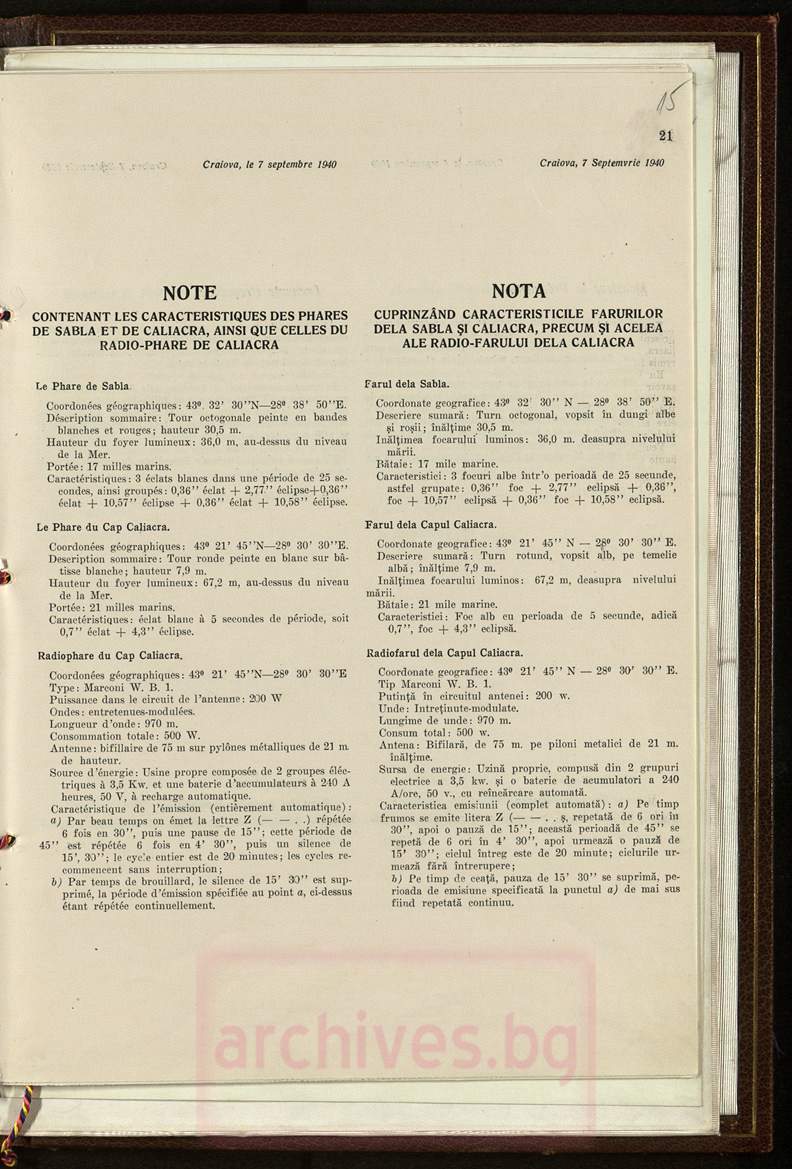 15
21
Craiova, le 7 septembre 1940
NOTE
CONTENANT LES CARACTERISTIQUES DES PHARES
DE SABLA ET DE CALIACRA, AINSI QUE CELLES DU
RADIO-PHARE DE CALIACRA
Le Phare de Sabla.
Coordonées géographiques: 43º. 32' 30''N—28º 38' 50''E.
Déscription sommaire: Tour octogonale peinte en bandes
blanches et rouges; hauteur 30,5 m.
Hauteur du foyer lumineux: 36,0 m, au-dessus du niveau
de la Mer.
Portée: 17 milles marins.
Caractéristiques: 3 éclats blancs dans une période de 25 se-
condes, ainsi groupés: 0,36'' éclat + 2,77'' éclipse+0,36''
éclat + 10,57'' éclipse + 0,36'' éclat + 10,58'' éclipse.
Le Phare du Cap Caliacra.
Coordonées géographiques: 43º 21' 45''N—28º 30' 30''E.
Description sommaire: Tour ronde peinte en blanc sur bâ-
tisse blanche; hauteur 7,9 m.
Hauteur du foyer lumineux: 67,2 m, au-dessus du niveau
de la Mer.
Portée: 21 milles marins.
Caractéristiques: éclat blanc à 5 secondes de période, soit
0,7'' éclat + 4,3'' éclipse.
Radiophare du Cap Caliacra.
Coordonées géographiques: 43º 21' 45''N—28º 30' 30''E
Type: Marconi W. B. 1.
Puissance dans le circuit de l'antenne: 200 W
Ondes: entretenues-modulées.
Longueur d'onde: 970 m.
Consommation totale: 500 W.
Antenne: bifillaire de 75 m sur pylônes métalliques de 21 m.
de hauteur.
Source d'énergie: Usine propre composée de 2 groupes éléc-
triques à 3,5 Kw. et une baterie d'accumulateurs à 240 A
heures, 50 V, à recharge automatique.
Caractéristique de l'émission (entièrement automatique):
a) Par beau temps on émet la lettre Z (— — . .) répétée
6 fois en 30'', puis une pause de 15''; cette période de
45'' est répétée 6 fois en 4' 30'', puis un silence de
15', 30''; le cycle entier est de 20 minutes; les cycles re-
commencent sans interruption;
b) Par temps de brouillard, le silence de 15' 30'' est sup-
primé, la période d'émission spécifiée au point a, ci-dessus
étant répétée continuellement.
Craiova, 7 Septemvrie 1940
NOTA
CUPRINZÂND CARACTERISTICILE FARURILOR
DELA SABLA ȘI CALIACRA, PRECUM ȘI ACELEA
ALE RADIO-FARULUI DELA CALIACRA
Farul dela Sabla.
Coordonate geografice: 43º 32' 30'' N — 28º 38' 50'' E.
Descriere sumară: Turn octogonal, vopsit în dungi albe
și roșii; înălțime 30,5 m.
Inălțimea focarului luminos: 36,0 m. deasupra nivelului
mării.
Bătaie: 17 mile marine.
Caracteristici: 3 focuri albe într'o perioadă de 25 secunde,
astfel grupate: 0,36'' foc + 2,77'' eclipsă + 0,36'',
foc + 10,57'' eclipsă + 0,36'' foc + 10,58'' eclipsă.
Farul dela Capul Caliacra.
Coordonate geografice: 43º 21' 45'' N — 28º 30' 30'' E.
Descriere sumară: Turn rotund, vopsit alb, pe temelie
albă; înălțime 7,9 m.
Inălțimea focarului luminos: 67,2 m, deasupra nivelului
mării.
Bătaie: 21 mile marine.
Caracteristici: Foc alb cu perioada de 5 secunde, adică
0,7'', foc + 4,3'' eclipsă.
Radiofarul dela Capul Caliacra.
Coordonate geografice: 43º 21' 45'' N — 28º 30' 30'' E.
Tip Marconi W. B. 1.
Putință în circuitul antenei: 200 w.
Unde: Intreținute-modulate.
Lungime de unde: 970 m.
Consum total: 500 w.
Antena: Bifilară, de 75 m. pe piloni metalici de 21 m.
înălțime.
Sursa de energie: Uzină proprie, compusă din 2 grupuri
electrice a 3,5 kw. și o baterie de acumulatori a 240
A/ore, 50 v., cu reîncărcare automată.
Caracteristica emisiunii (complet automată): a) Pe timp
frumos se emite litera Z (— — . . ș, repetată de 6 ori în
30'', apoi o pauză de 15''; această perioadă de 45'' se
repetă de 6 ori în 4' 30'', apoi urmează o pauză de
15' 30''; ciclul întreg este de 20 minute; ciclurile ur-
mează fără întrerupere;
b) Pe timp de ceață, pauza de 15' 30'' se suprimă, pe-
rioada de emisiune specificată la punctul a) de mai sus
fiind repetată continuu.
archives.bg